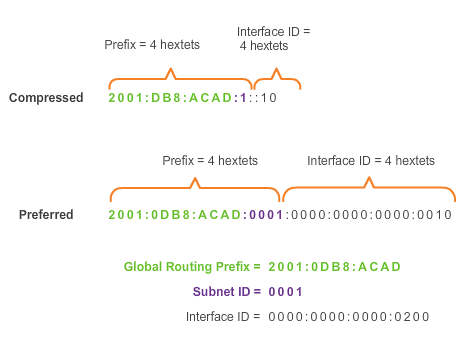 Prefix = 4 hextets
Interface ID =
4 hextets
Compressed 2001:DB8:ACAD:1::10
Prefix = 4 hextets Interface ID = 4 hextets
Preferred 2001:0DB8:ACAD:0001:0000:0000:0000:0010
Global Routing Prefix = 2001:0DB8:ACAD
Subnet ID = 0001
Interface ID = 0000:0000:0000:0200